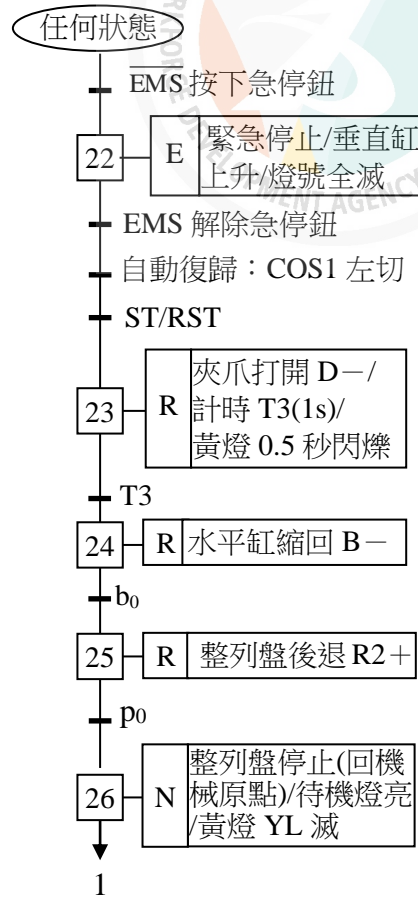 任何狀態
EMS 按下急停鈕
22
E
緊急停止/垂直缸
上升/燈號全滅
EMS 解除急停鈕
自動復歸：COS1 左切
ST/RST
23
R
夾爪打開 D－/
計時 T3(1s)/
黃燈 0.5 秒閃爍
T3
24
R
水平缸縮回 B－
b₀
25
R
整列盤後退 R2＋
p₀
26
N
整列盤停止(回機
械原點)/待機燈亮
/黃燈 YL 滅
1
DEVELOPMENT AGENCY